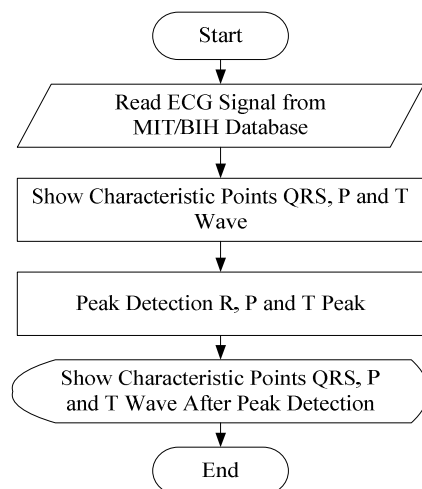 Start
Read ECG Signal from
MIT/BIH Database
Show Characteristic Points QRS, P and T
Wave
Peak Detection R, P and T Peak
Show Characteristic Points QRS, P
and T Wave After Peak Detection
End